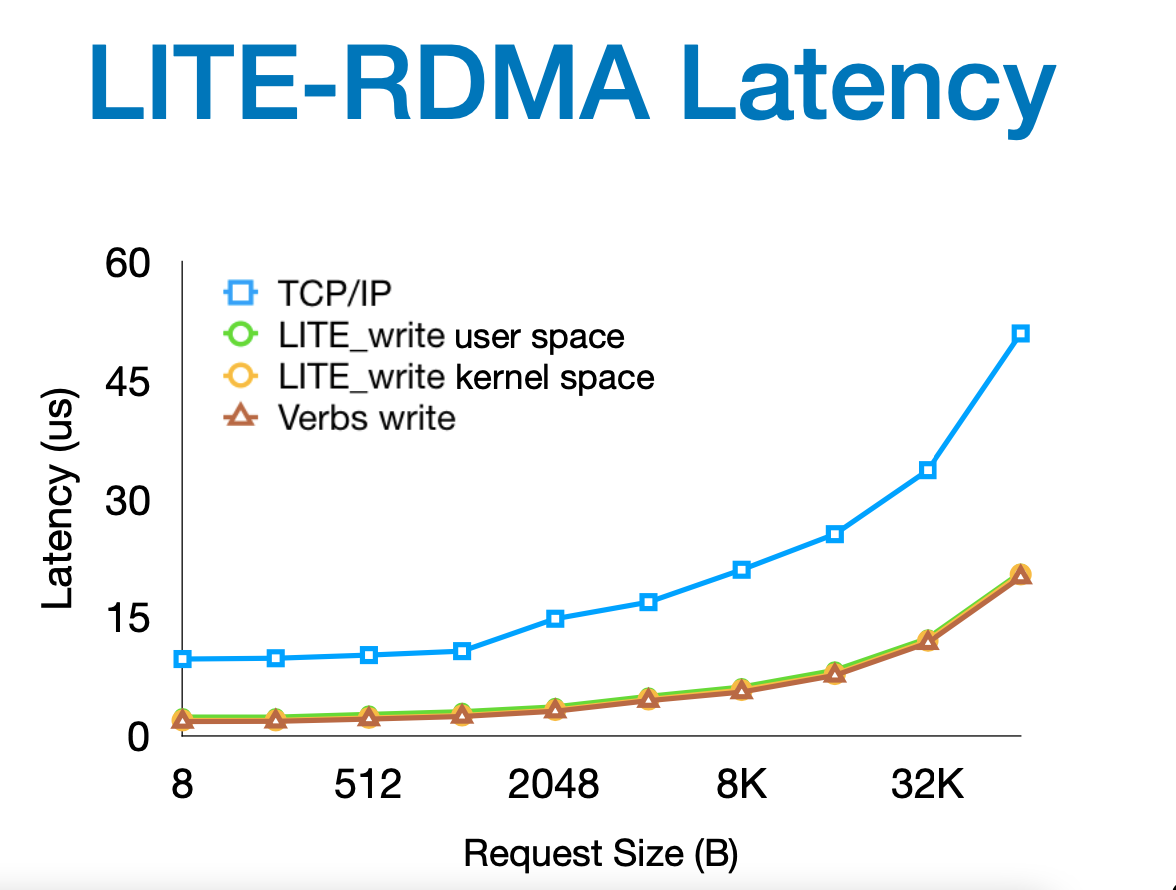 LITE-RDMA Latency
60
45
30
15
0
Latency (us)
TCP/IP
LITE_write user space
LITE_write kernel space
Verbs write
8
512
2048
8K
32K
Request Size (B)